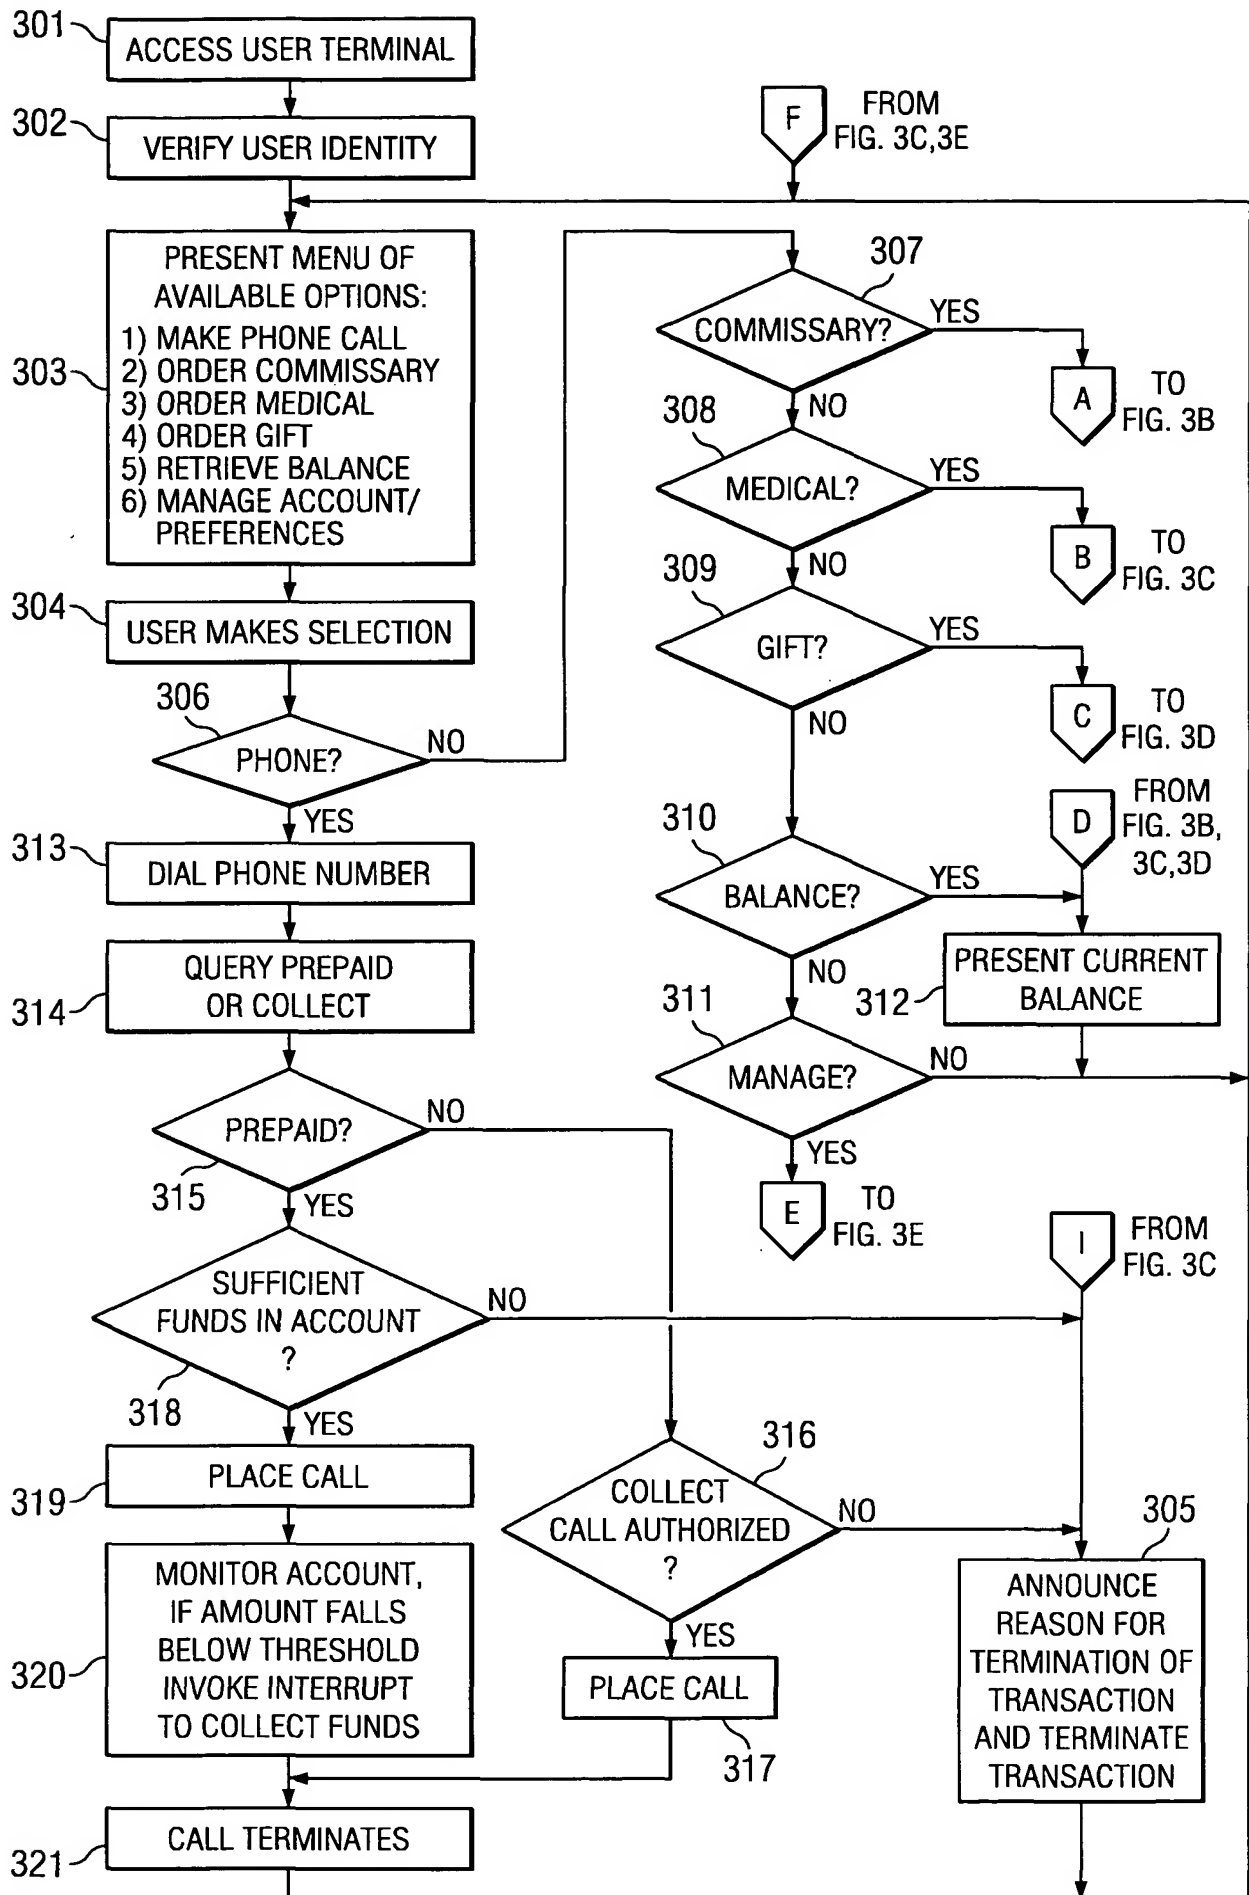 301
ACCESS USER TERMINAL
302
VERIFY USER IDENTITY
F
FROM
FIG. 3C,3E
303
PRESENT MENU OF
AVAILABLE OPTIONS:
1) MAKE PHONE CALL
2) ORDER COMMISSARY
3) ORDER MEDICAL
4) ORDER GIFT
5) RETRIEVE BALANCE
6) MANAGE ACCOUNT/
PREFERENCES
304
USER MAKES SELECTION
306
PHONE?
NO
YES
307
COMMISSARY?
YES
NO
A
TO
FIG. 3B
308
MEDICAL?
YES
NO
B
TO
FIG. 3C
309
GIFT?
YES
NO
C
TO
FIG. 3D
310
BALANCE?
YES
NO
D
FROM
FIG. 3B,
3C,3D
312
PRESENT CURRENT
BALANCE
311
MANAGE?
NO
YES
E
TO
FIG. 3E
313
DIAL PHONE NUMBER
314
QUERY PREPAID
OR COLLECT
315
PREPAID?
NO
YES
318
SUFFICIENT
FUNDS IN ACCOUNT
?
NO
YES
I
FROM
FIG. 3C
319
PLACE CALL
316
COLLECT
CALL AUTHORIZED
?
NO
YES
317
PLACE CALL
305
ANNOUNCE
REASON FOR
TERMINATION OF
TRANSACTION
AND TERMINATE
TRANSACTION
320
MONITOR ACCOUNT,
IF AMOUNT FALLS
BELOW THRESHOLD
INVOKE INTERRUPT
TO COLLECT FUNDS
321
CALL TERMINATES